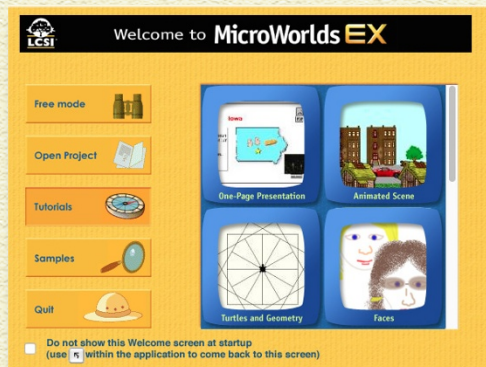 LCSI
Welcome to MicroWorlds EX
Free mode
Open Project
Tutorials
Samples
Quit
Iowa
One-Page Presentation
Animated Scene
Turtles and Geometry
Faces
Do not show this Welcome screen at startup
(use within the application to come back to this screen)